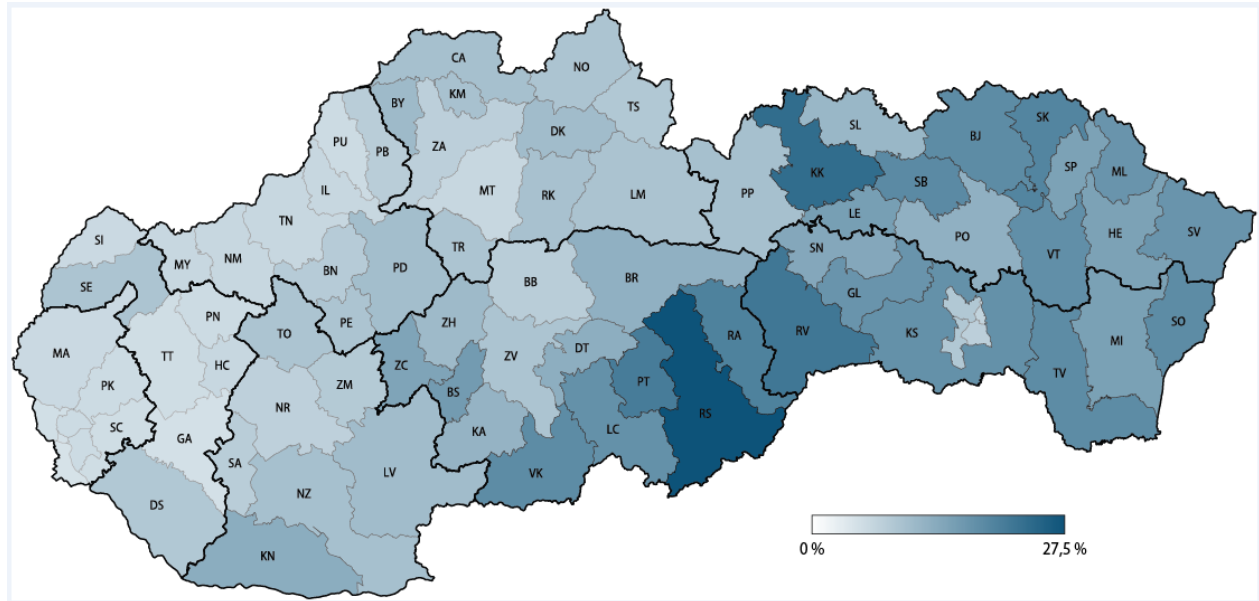 CA
NO
BY
KM
TS
ZA
DK
PU
PB
IL
MT
RK
LM
TN
SL
BJ
SK
SP
ML
KK
SB
PP
LE
PO
VT
HE
SV
SI
MY
NM
BN
PD
TR
SE
BB
BR
SN
GL
KS
MI
SO
PN
TO
PE
ZH
RA
RV
MA
TT
HC
ZC
ZV
DT
TV
PK
ZM
BS
PT
NR
RS
SC
GA
KA
LC
SA
LV
VK
DS
NZ
KN
0 %
27,5 %